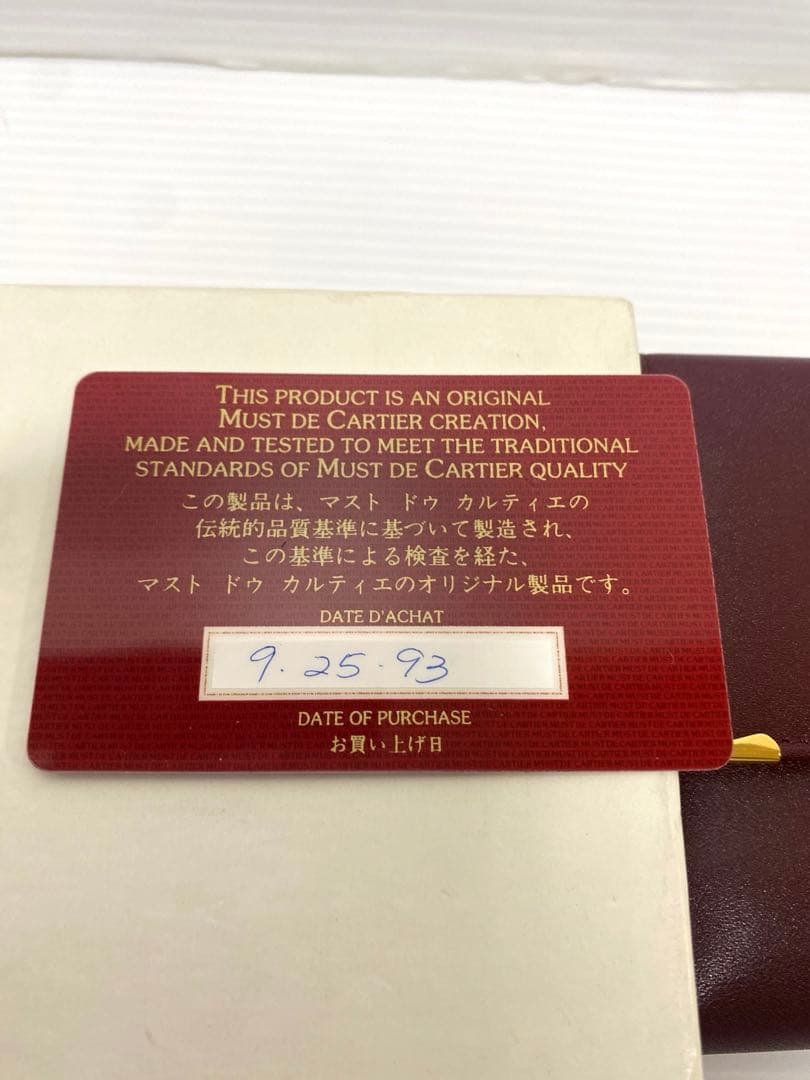 THIS PRODUCT IS AN ORIGINAL
MUST DE CARTIER CREATION,
MADE AND TESTED TO MEET THE TRADITIONAL
STANDARDS OF MUST DE CARTIER QUALITY
この製品は、マスト ドゥ カルティエの
伝統的品質基準に基づいて製造され、
この基準による検査を経た、
マスト ドゥ カルティエのオリジナル製品です。
DATE D'ACHAT
9.25.93
DATE OF PURCHASE
お買い上げ日